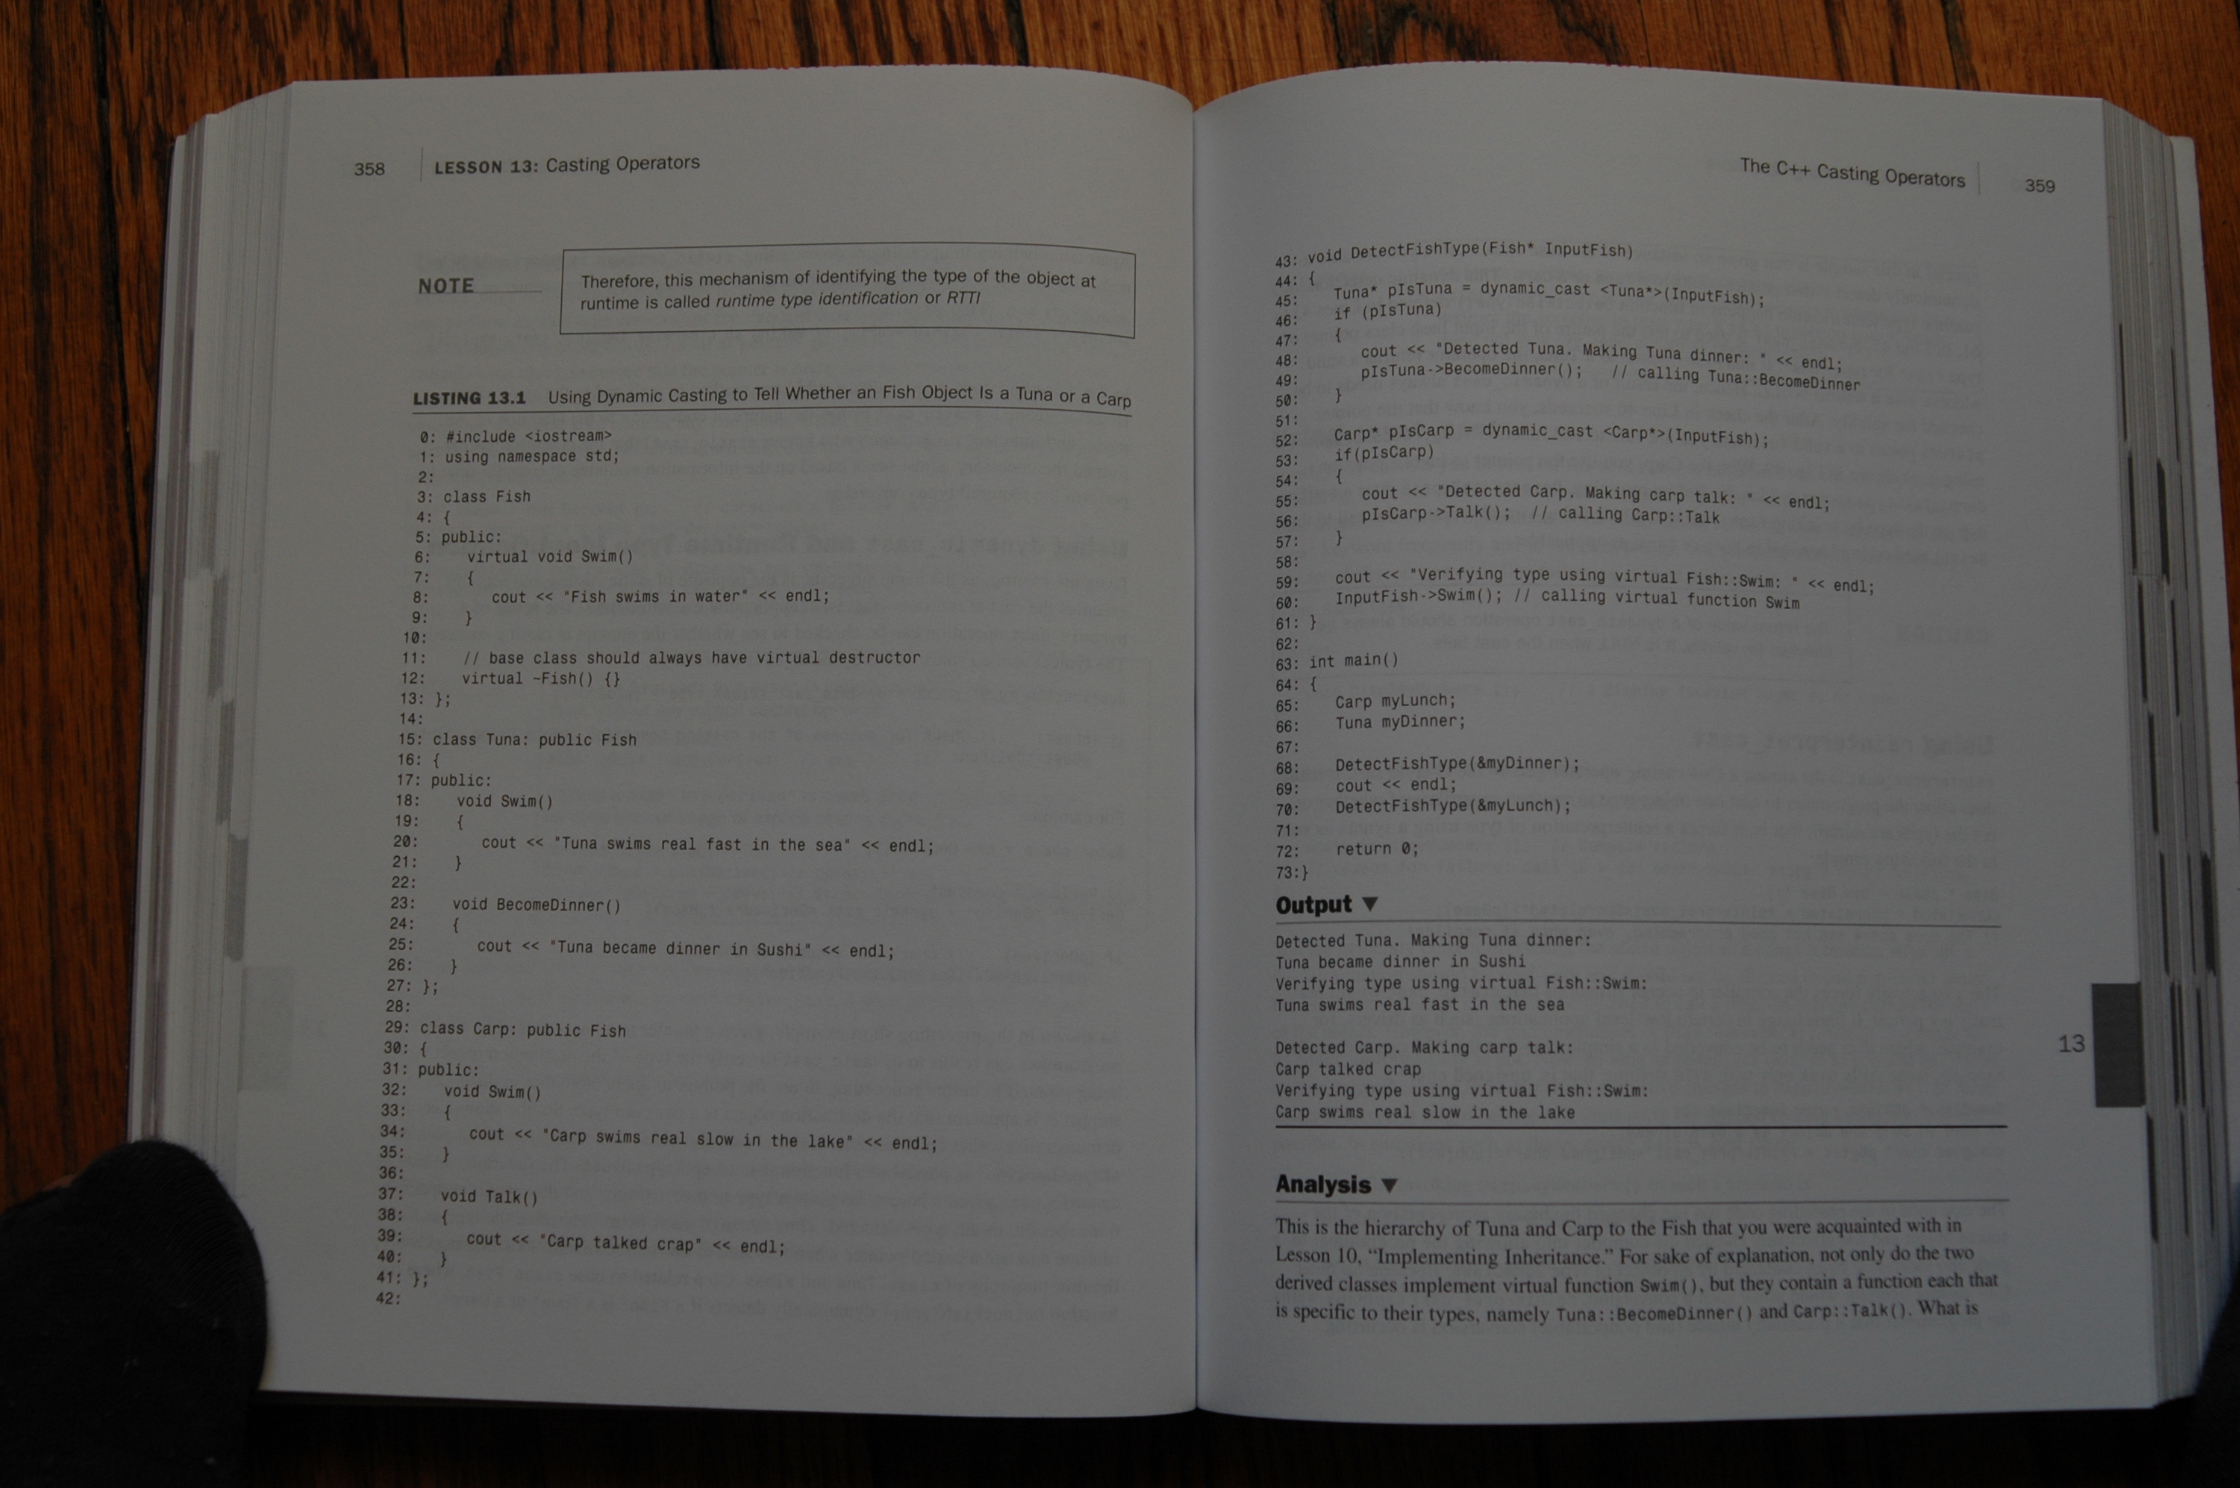 358 LESSON 13: Casting Operators
NOTE
Therefore, this mechanism of identifying the type of the object at
runtime is called runtime type identification or RTTI
LISTING 13.1 Using Dynamic Casting to Tell Whether an Fish Object Is a Tuna or a Carp
0: #include <iostream>
1: using namespace std;
2:
3: class Fish
4: {
5: public:
6: virtual void Swim()
7: {
8: cout << "Fish swims in water" << endl;
9: }
10:
11: // base class should always have virtual destructor
12: virtual ~Fish() {}
13: };
14:
15: class Tuna: public Fish
16: {
17: public:
18: void Swim()
19: {
20: cout << "Tuna swims real fast in the sea" << endl;
21: }
22:
23: void BecomeDinner()
24: {
25: cout << "Tuna became dinner in Sushi" << endl;
26: }
27: };
28:
29: class Carp: public Fish
30: {
31: public:
32: void Swim()
33: {
34: cout << "Carp swims real slow in the lake" << endl;
35: }
36:
37: void Talk()
38: {
39: cout << "Carp talked crap" << endl;
40: }
41: };
42:
The C++ Casting Operators 359
43: void DetectFishType(Fish* InputFish)
44: {
45: Tuna* pIsTuna = dynamic_cast <Tuna*>(InputFish);
46: if (pIsTuna)
47: {
48: cout << "Detected Tuna. Making Tuna dinner: " << endl;
49: pIsTuna->BecomeDinner(); // calling Tuna::BecomeDinner
50: }
51:
52: Carp* pIsCarp = dynamic_cast <Carp*>(InputFish);
53: if(pIsCarp)
54: {
55: cout << "Detected Carp. Making carp talk: " << endl;
56: pIsCarp->Talk(); // calling Carp::Talk
57: }
58:
59: cout << "Verifying type using virtual Fish::Swim: " << endl;
60: InputFish->Swim(); // calling virtual function Swim
61: }
62:
63: int main()
64: {
65: Carp myLunch;
66: Tuna myDinner;
67:
68: DetectFishType(&myDinner);
69: cout << endl;
70: DetectFishType(&myLunch);
71:
72: return 0;
73:}
Output ▼
Detected Tuna. Making Tuna dinner:
Tuna became dinner in Sushi
Verifying type using virtual Fish::Swim:
Tuna swims real fast in the sea
Detected Carp. Making carp talk:
Carp talked crap
Verifying type using virtual Fish::Swim:
Carp swims real slow in the lake
13
Analysis ▼
This is the hierarchy of Tuna and Carp to the Fish that you were acquainted with in
Lesson 10, “Implementing Inheritance.” For sake of explanation, not only do the two
derived classes implement virtual function Swim(), but they contain a function each that
is specific to their types, namely Tuna::BecomeDinner() and Carp::Talk(). What is